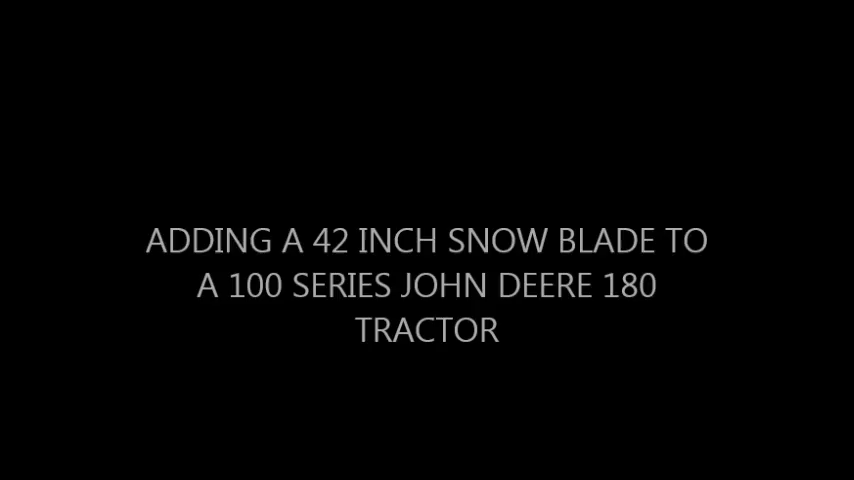 ADDING A 42 INCH SNOW BLADE TO
A 100 SERIES JOHN DEERE 180
TRACTOR